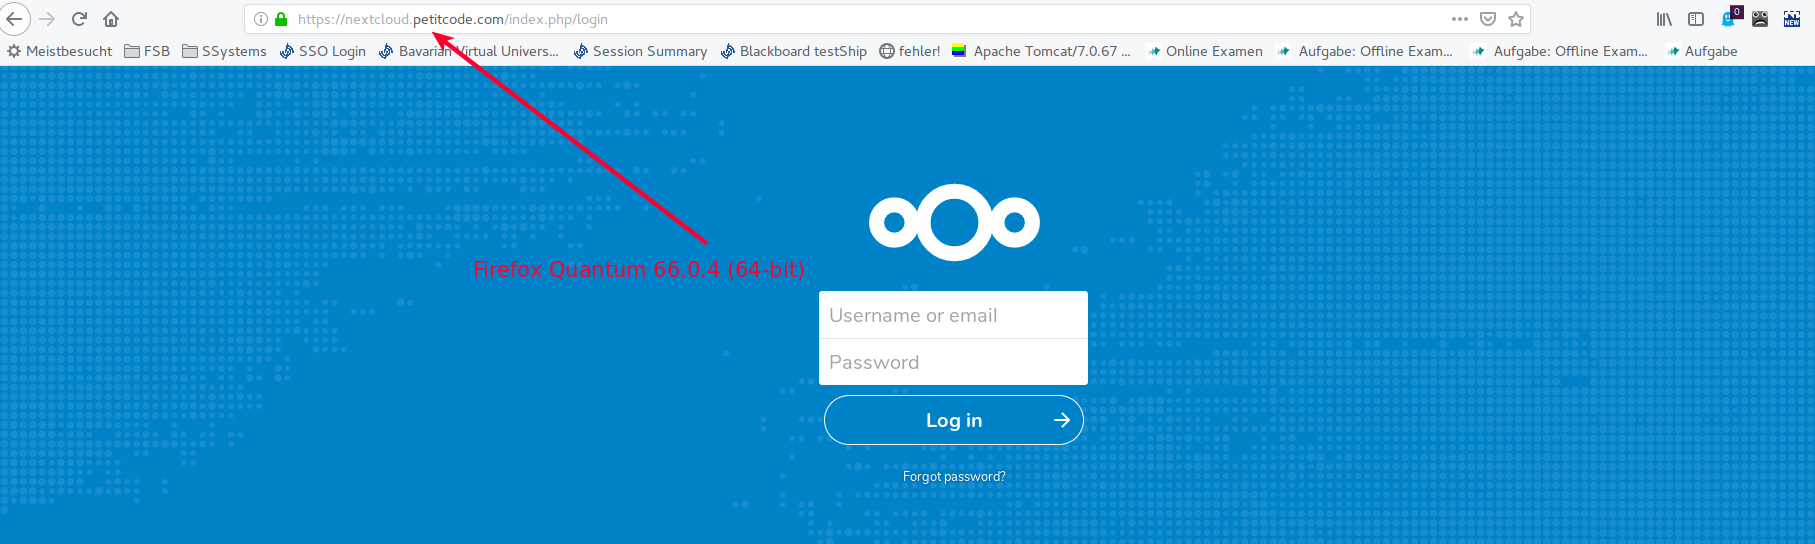 https://nextcloud.petitcode.com/index.php/login
0
NEW
Meistbesucht FSB SSystems SSO Login Bavarian Virtual Univers... Session Summary Blackboard testShip fehler! Apache Tomcat/7.0.67 ... Online Examen Aufgabe: Offline Exam... Aufgabe: Offline Exam... Aufgabe
Firefox Quantum 66.0.4 (64-bit)
Username or email
Password
Log in
Forgot password?